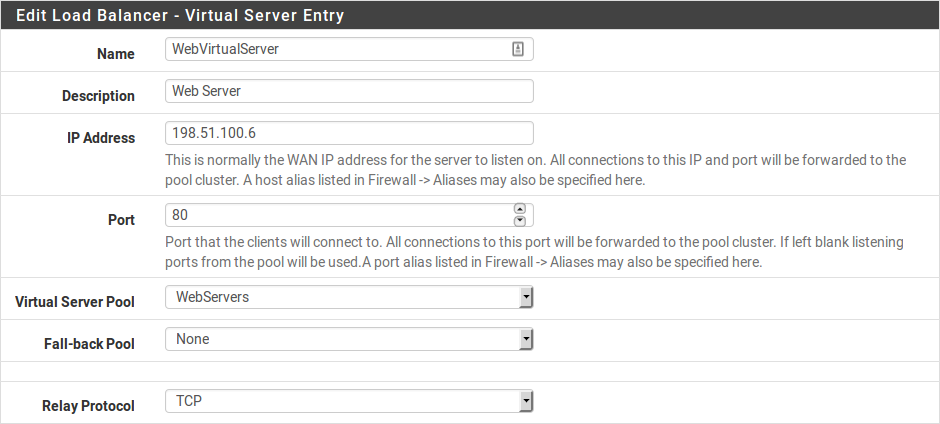 Edit Load Balancer - Virtual Server Entry
Name
WebVirtualServer
Description
Web Server
IP Address
198.51.100.6
This is normally the WAN IP address for the server to listen on. All connections to this IP and port will be forwarded to the
pool cluster. A host alias listed in Firewall -> Aliases may also be specified here.
Port
80
Port that the clients will connect to. All connections to this port will be forwarded to the pool cluster. If left blank listening
ports from the pool will be used.A port alias listed in Firewall -> Aliases may also be specified here.
Virtual Server Pool
WebServers
Fall-back Pool
None
Relay Protocol
TCP